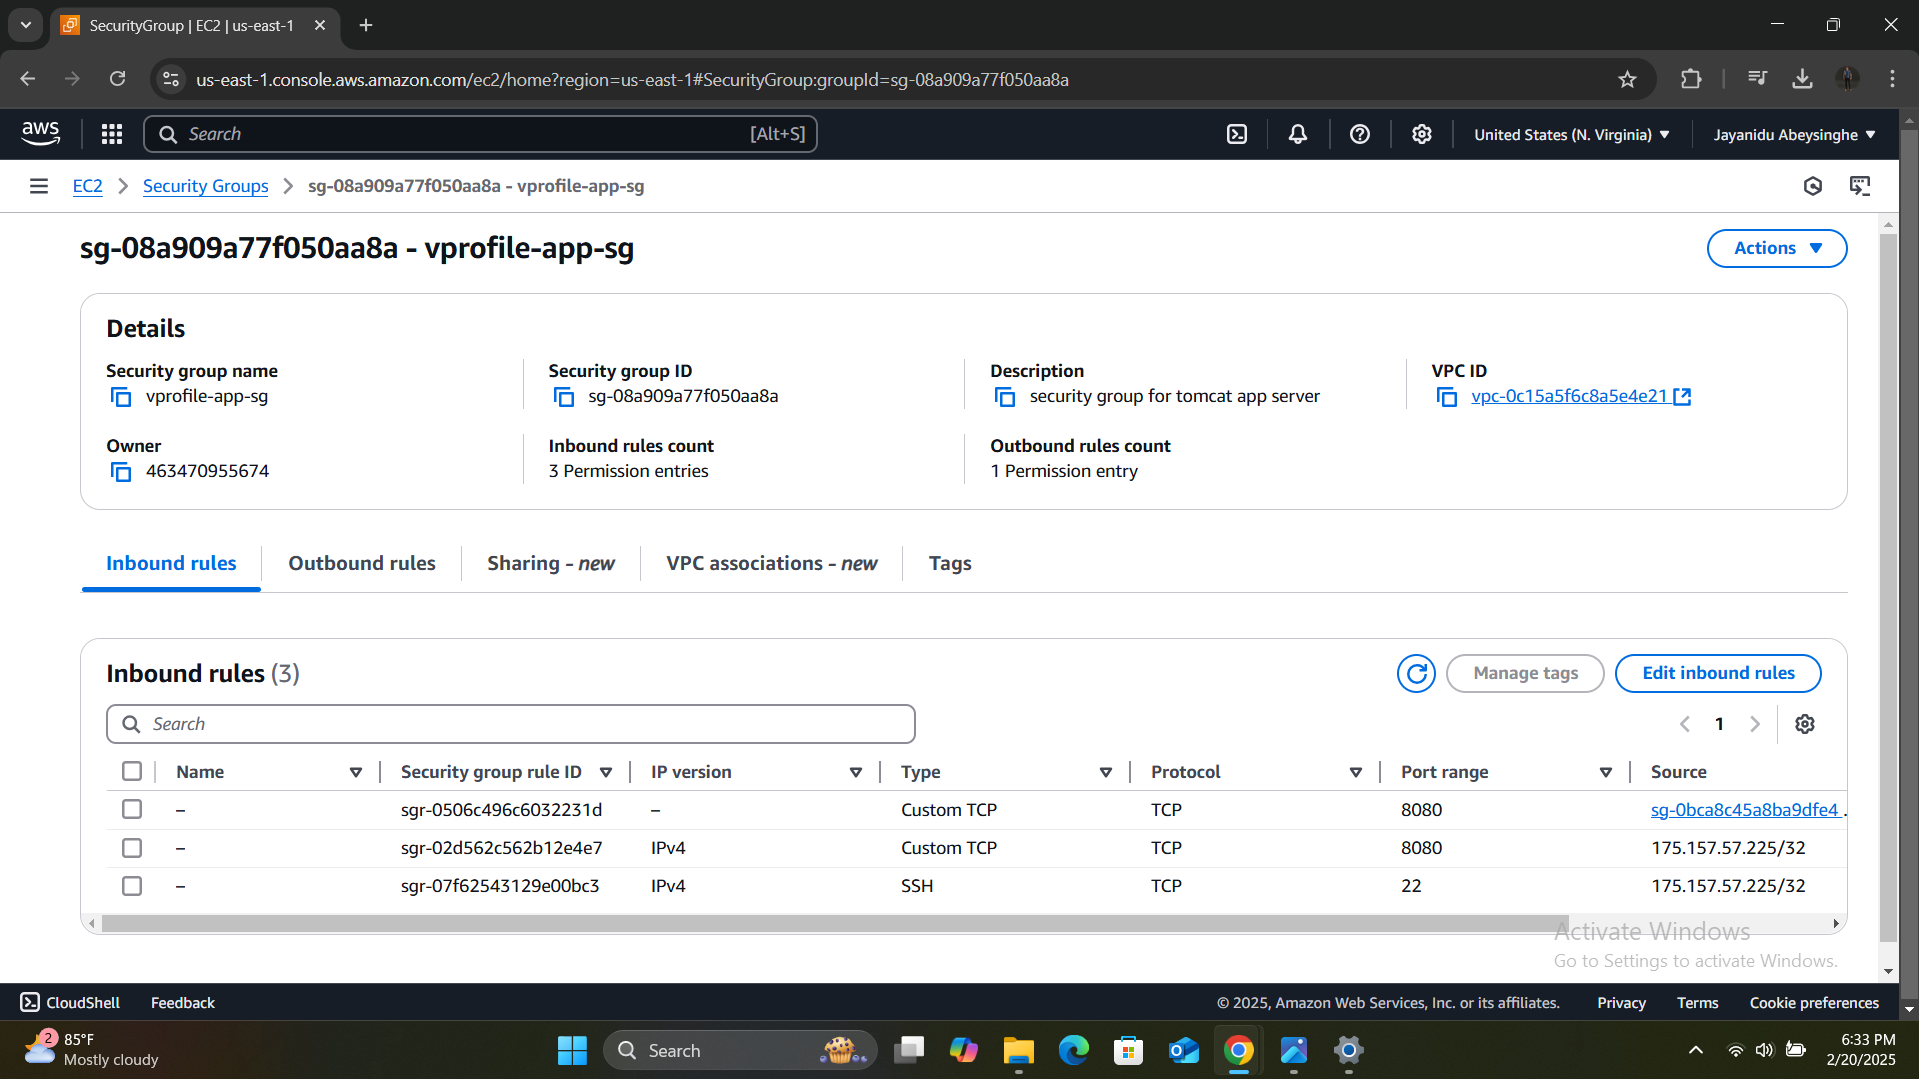 SecurityGroup | EC2 | us-east-1
us-east-1.console.aws.amazon.com/ec2/home?region=us-east-1#SecurityGroup:groupId=sg-08a909a77f050aa8a
aws
Search
[Alt+S]
United States (N. Virginia)
Jayanidu Abeysinghe
EC2
Security Groups
sg-08a909a77f050aa8a - vprofile-app-sg
sg-08a909a77f050aa8a - vprofile-app-sg
Actions
Details
Security group name
vprofile-app-sg
Security group ID
sg-08a909a77f050aa8a
Description
security group for tomcat app server
VPC ID
vpc-0c15a5f6c8a5e4e21
Owner
463470955674
Inbound rules count
3 Permission entries
Outbound rules count
1 Permission entry
Inbound rules
Outbound rules
Sharing - new
VPC associations - new
Tags
Inbound rules (3)
Manage tags
Edit inbound rules
Search
1
Name Security group rule ID IP version Type Protocol Port range Source
– sgr-0506c496c6032231d – Custom TCP TCP 8080 sg-0bca8c45a8ba9dfe4 .
– sgr-02d562c562b12e4e7 IPv4 Custom TCP TCP 8080 175.157.57.225/32
– sgr-07f62543129e00bc3 IPv4 SSH TCP 22 175.157.57.225/32
Activate Windows
Go to Settings to activate Windows.
CloudShell
Feedback
© 2025, Amazon Web Services, Inc. or its affiliates.
Privacy
Terms
Cookie preferences
2
85°F
Mostly cloudy
Search
6:33 PM
2/20/2025